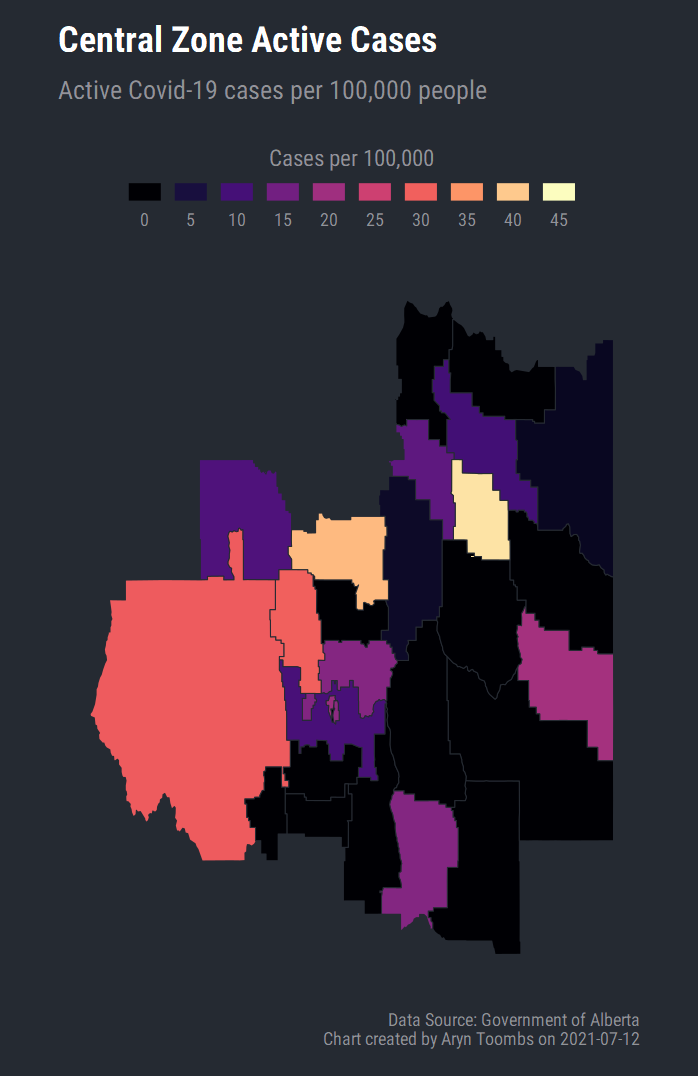 Central Zone Active Cases
Active Covid-19 cases per 100,000 people
Cases per 100,000
0 5 10 15 20 25 30 35 40 45
Data Source: Government of Alberta
Chart created by Aryn Toombs on 2021-07-12